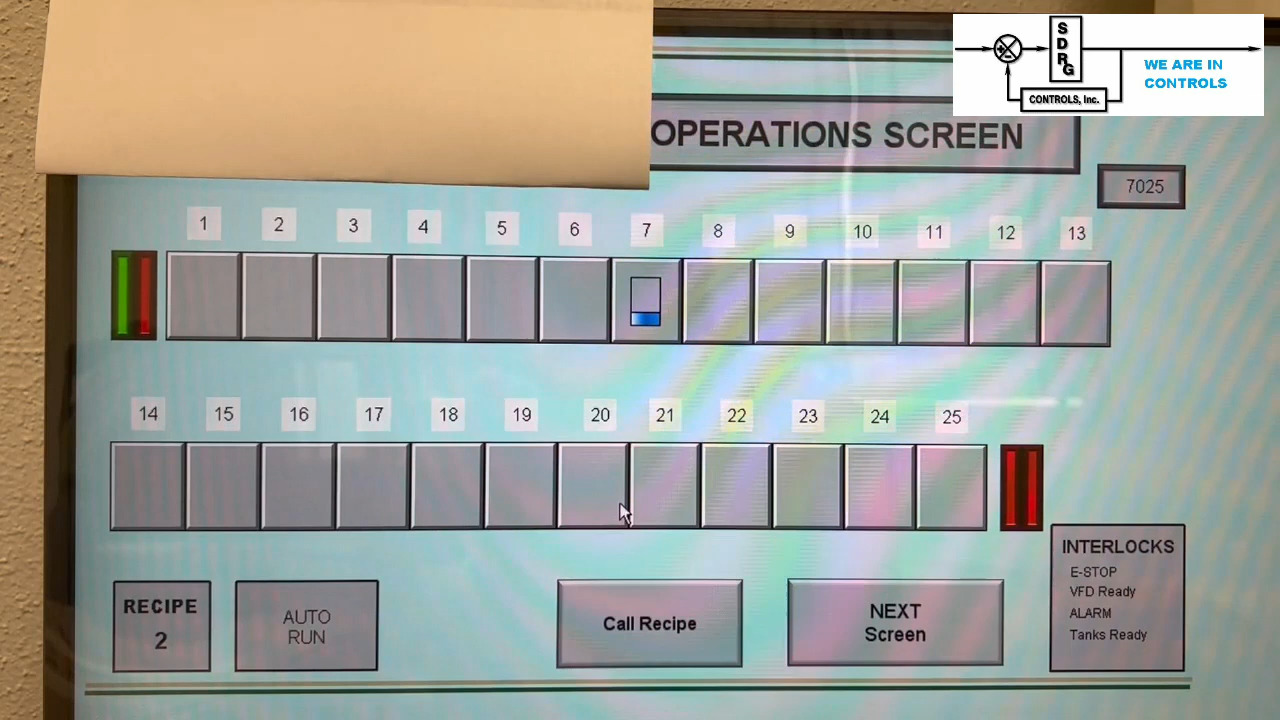 S
D
R
G
CONTROLS, Inc.
WE ARE IN
CONTROLS
OPERATIONS SCREEN
7025
1 2 3 4 5 6 7 8 9 10 11 12 13
14 15 16 17 18 19 20 21 22 23 24 25
RECIPE
2
AUTO
RUN
Call Recipe
NEXT
Screen
INTERLOCKS
E-STOP
VFD Ready
ALARM
Tanks Ready